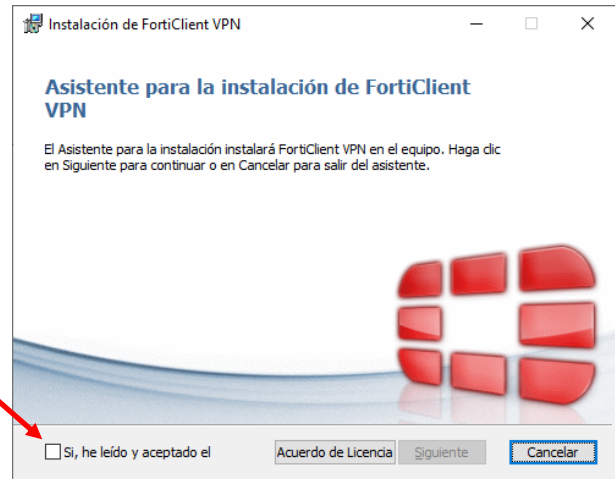 Instalación de FortiClient VPN
Asistente para la instalación de FortiClient
VPN
El Asistente para la instalación instalará FortiClient VPN en el equipo. Haga clic
en Siguiente para continuar o en Cancelar para salir del asistente.
Si, he leído y aceptado el Acuerdo de Licencia Siguiente Cancelar